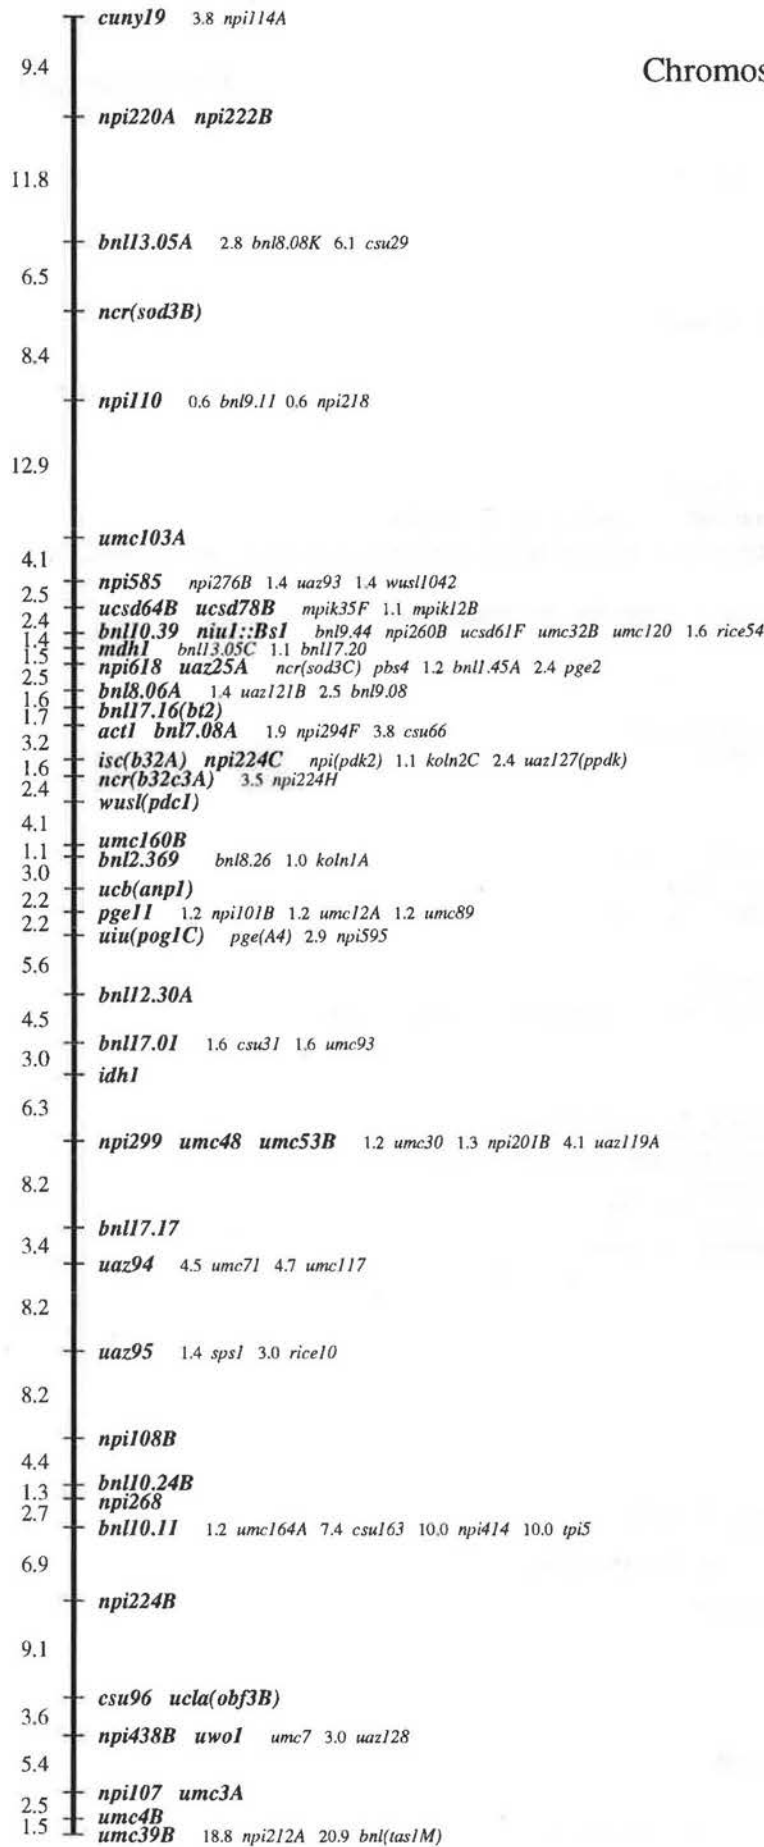 cuny19 3.8 npi114A
9.4
Chromos
npi220A npi222B
11.8
bnl13.05A 2.8 bnl8.08K 6.1 csu29
6.5
ncr(sod3B)
8.4
npi110 0.6 bnl9.11 0.6 npi218
12.9
umc103A
4.1
npi585 npi276B 1.4 uaz93 1.4 wusl1042
2.5
ucsd64B ucsd78B mpik35F 1.1 mpik12B
2.4
bnl10.39 niu1::Bs1 bnl9.44 npi260B ucsd61F umc32B umc120 1.6 rice54
1.4
mdh1 bnl13.05C 1.1 bnl17.20
1.5
npi618 uaz25A ncr(sod3C) pbs4 1.2 bnl1.45A 2.4 pge2
2.5
bnl8.06A 1.4 uaz121B 2.5 bnl9.08
1.6
bnl17.16(bt2)
1.7
act1 bnl7.08A 1.9 npi294F 3.8 csu66
3.2
isc(b32A) npi224C npi(pdk2) 1.1 koln2C 2.4 uaz127(ppdk)
1.6
ncr(b32c3A) 3.5 npi224H
2.4
wusl(pdc1)
4.1
umc160B
1.1
bnl2.369 bnl8.26 1.0 koln1A
3.0
ucb(anp1)
2.2
pge11 1.2 npi101B 1.2 umc12A 1.2 umc89
2.2
uiu(pog1C) pge(A4) 2.9 npi595
5.6
bnl12.30A
4.5
bnl17.01 1.6 csu31 1.6 umc93
3.0
idh1
6.3
npi299 umc48 umc53B 1.2 umc30 1.3 npi201B 4.1 uaz119A
8.2
bnl17.17
3.4
uaz94 4.5 umc71 4.7 umc117
8.2
uaz95 1.4 sps1 3.0 rice10
8.2
npi108B
4.4
bnl10.24B
1.3
npi268
2.7
bnl10.11 1.2 umc164A 7.4 csu163 10.0 npi414 10.0 tpi5
6.9
npi224B
9.1
csu96 ucla(obf3B)
3.6
npi438B uwo1 umc7 3.0 uaz128
5.4
npi107 umc3A
2.5
umc4B
1.5
umc39B 18.8 npi212A 20.9 bnl(tas1M)